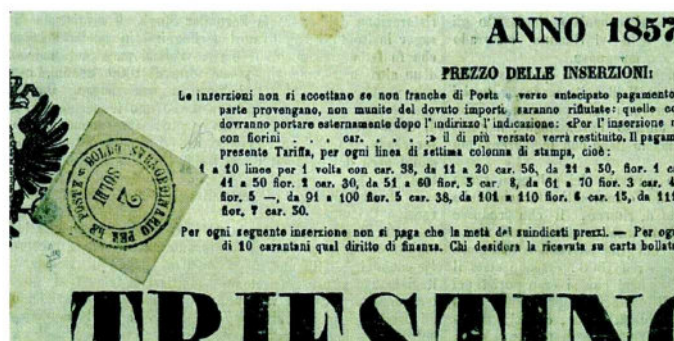 ANNO 1857
PREZZO DELLE INSERZIONI:
Le inserzioni non si accettano se non franche di Posta verso antecipato pagamento
parte provengano, non munite del dovuto importo saranno rifiutate: quelle
dovranno portare esternamente dopo l' indirizzo l' indicazione: «Per l' inserzione
con fiorini . . . car. . . . ;» il di più versato verrà restituito. Il pagam
presente Tariffa, per ogni linea di settima colonna di stampa, cioè:
1 a 10 linee per 1 volta con car. 38, da 11 a 20 car. 56, da 21 a 50, fior. 1
41 a 50 fior. 2 car. 30, da 51 a 60 fior. 3 car. 8, da 61 a 70 fior. 3 car. 4
fior. 5 —, da 91 a 100 fior. 5 car. 38, da 101 a 110 fior. 6 car. 15, da 111
fior. 7 car. 30.
Per ogni seguente inserzione non si paga che la metà dei suindicati prezzi. — Per
di 10 carantani qual diritto di finanza. Chi desidera la ricevuta su carta bollata
BOLLO STRAORDINARIO PER LE POSTE
2
SOLDI
TRIESTINO